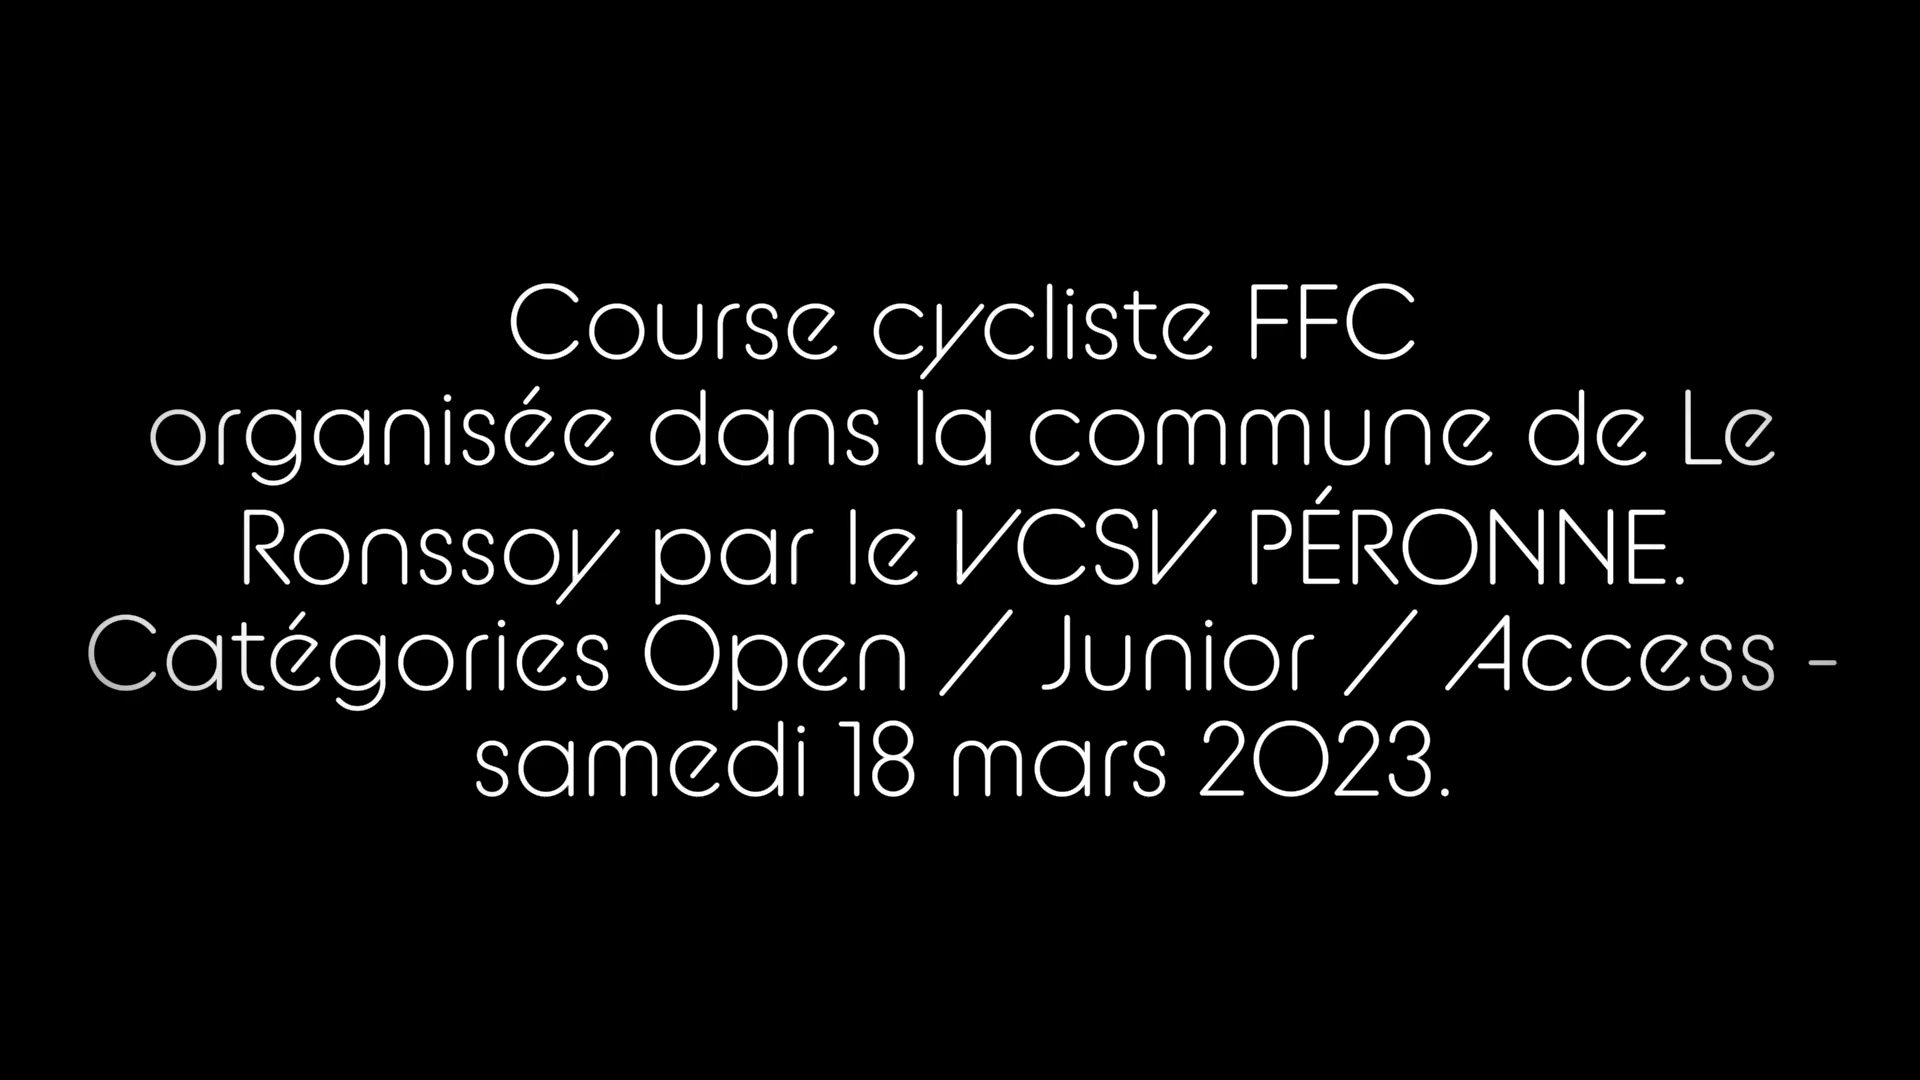 Course cycliste FFC
organisée dans la commune de Le
Ronssoy par le VCSV PÉRONNE.
Catégories Open / Junior / Access -
samedi 18 mars 2023.